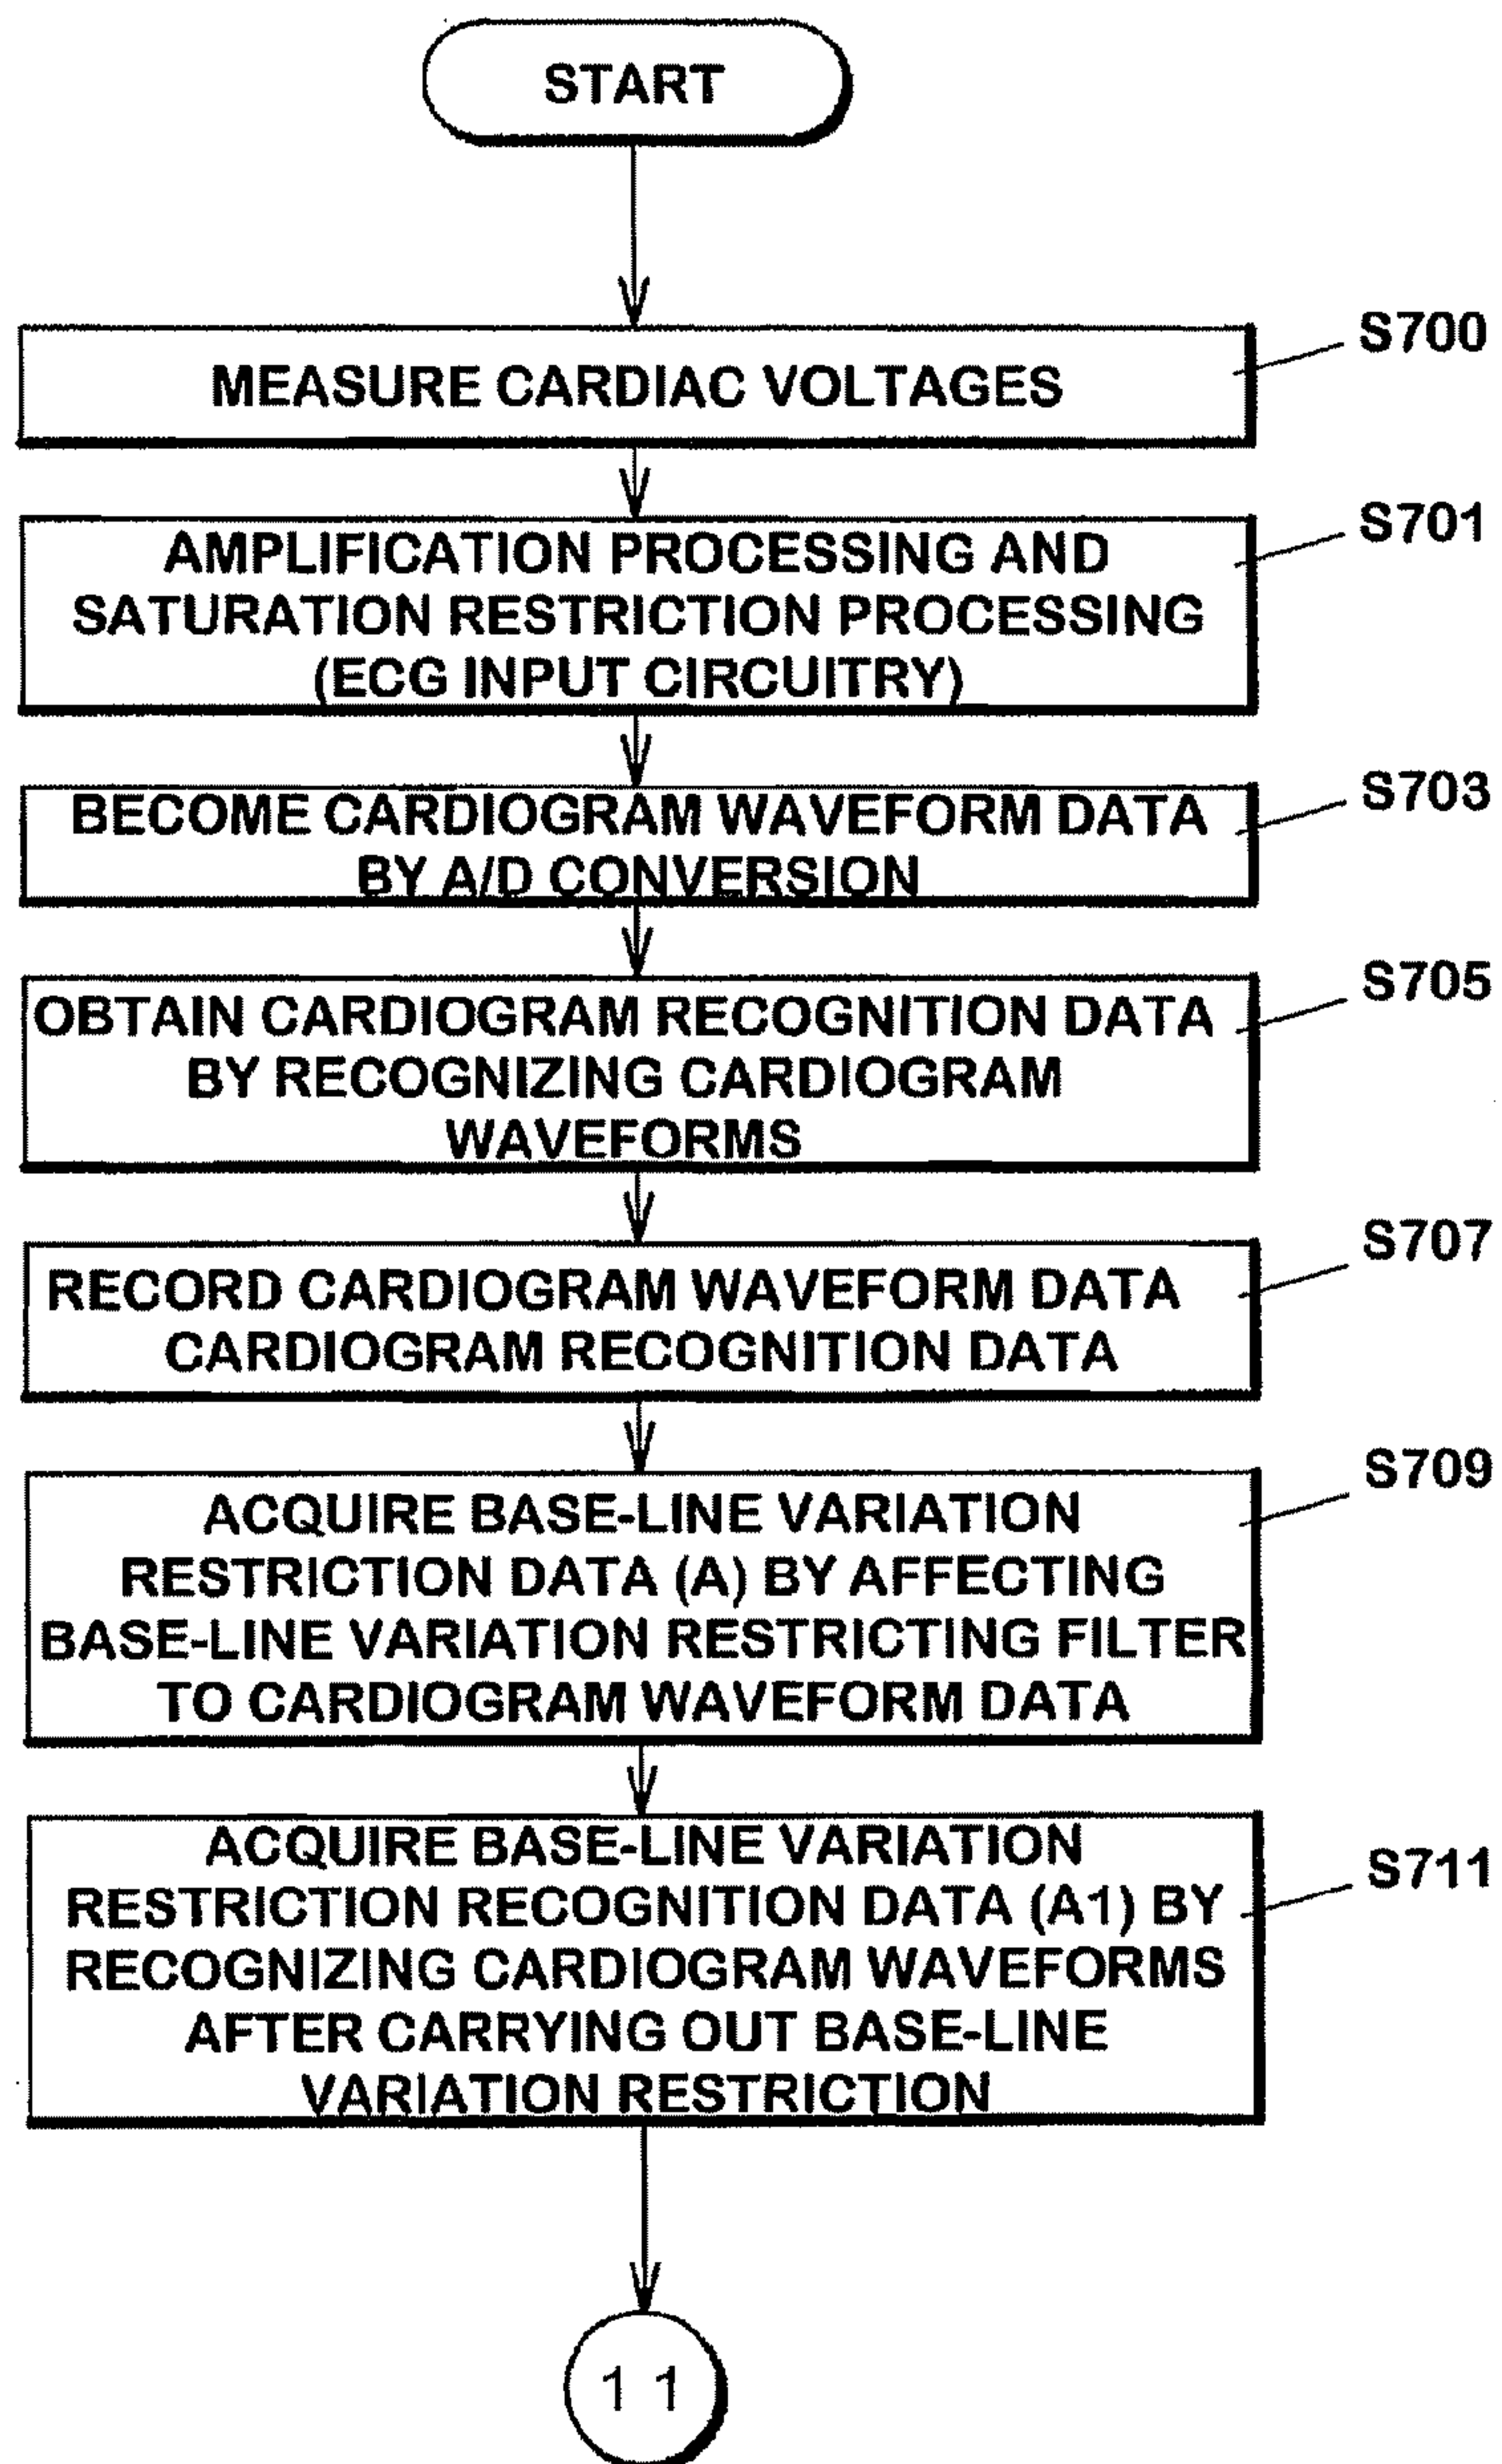 START
MEASURE CARDIAC VOLTAGES
S700
AMPLIFICATION PROCESSING AND
SATURATION RESTRICTION PROCESSING
(ECG INPUT CIRCUITRY)
S701
BECOME CARDIOGRAM WAVEFORM DATA
BY A/D CONVERSION
S703
OBTAIN CARDIOGRAM RECOGNITION DATA
BY RECOGNIZING CARDIOGRAM
WAVEFORMS
S705
RECORD CARDIOGRAM WAVEFORM DATA
CARDIOGRAM RECOGNITION DATA
S707
ACQUIRE BASE-LINE VARIATION
RESTRICTION DATA (A) BY AFFECTING
BASE-LINE VARIATION RESTRICTING FILTER
TO CARDIOGRAM WAVEFORM DATA
S709
ACQUIRE BASE-LINE VARIATION
RESTRICTION RECOGNITION DATA (A1) BY
RECOGNIZING CARDIOGRAM WAVEFORMS
AFTER CARRYING OUT BASE-LINE
VARIATION RESTRICTION
S711
1 1